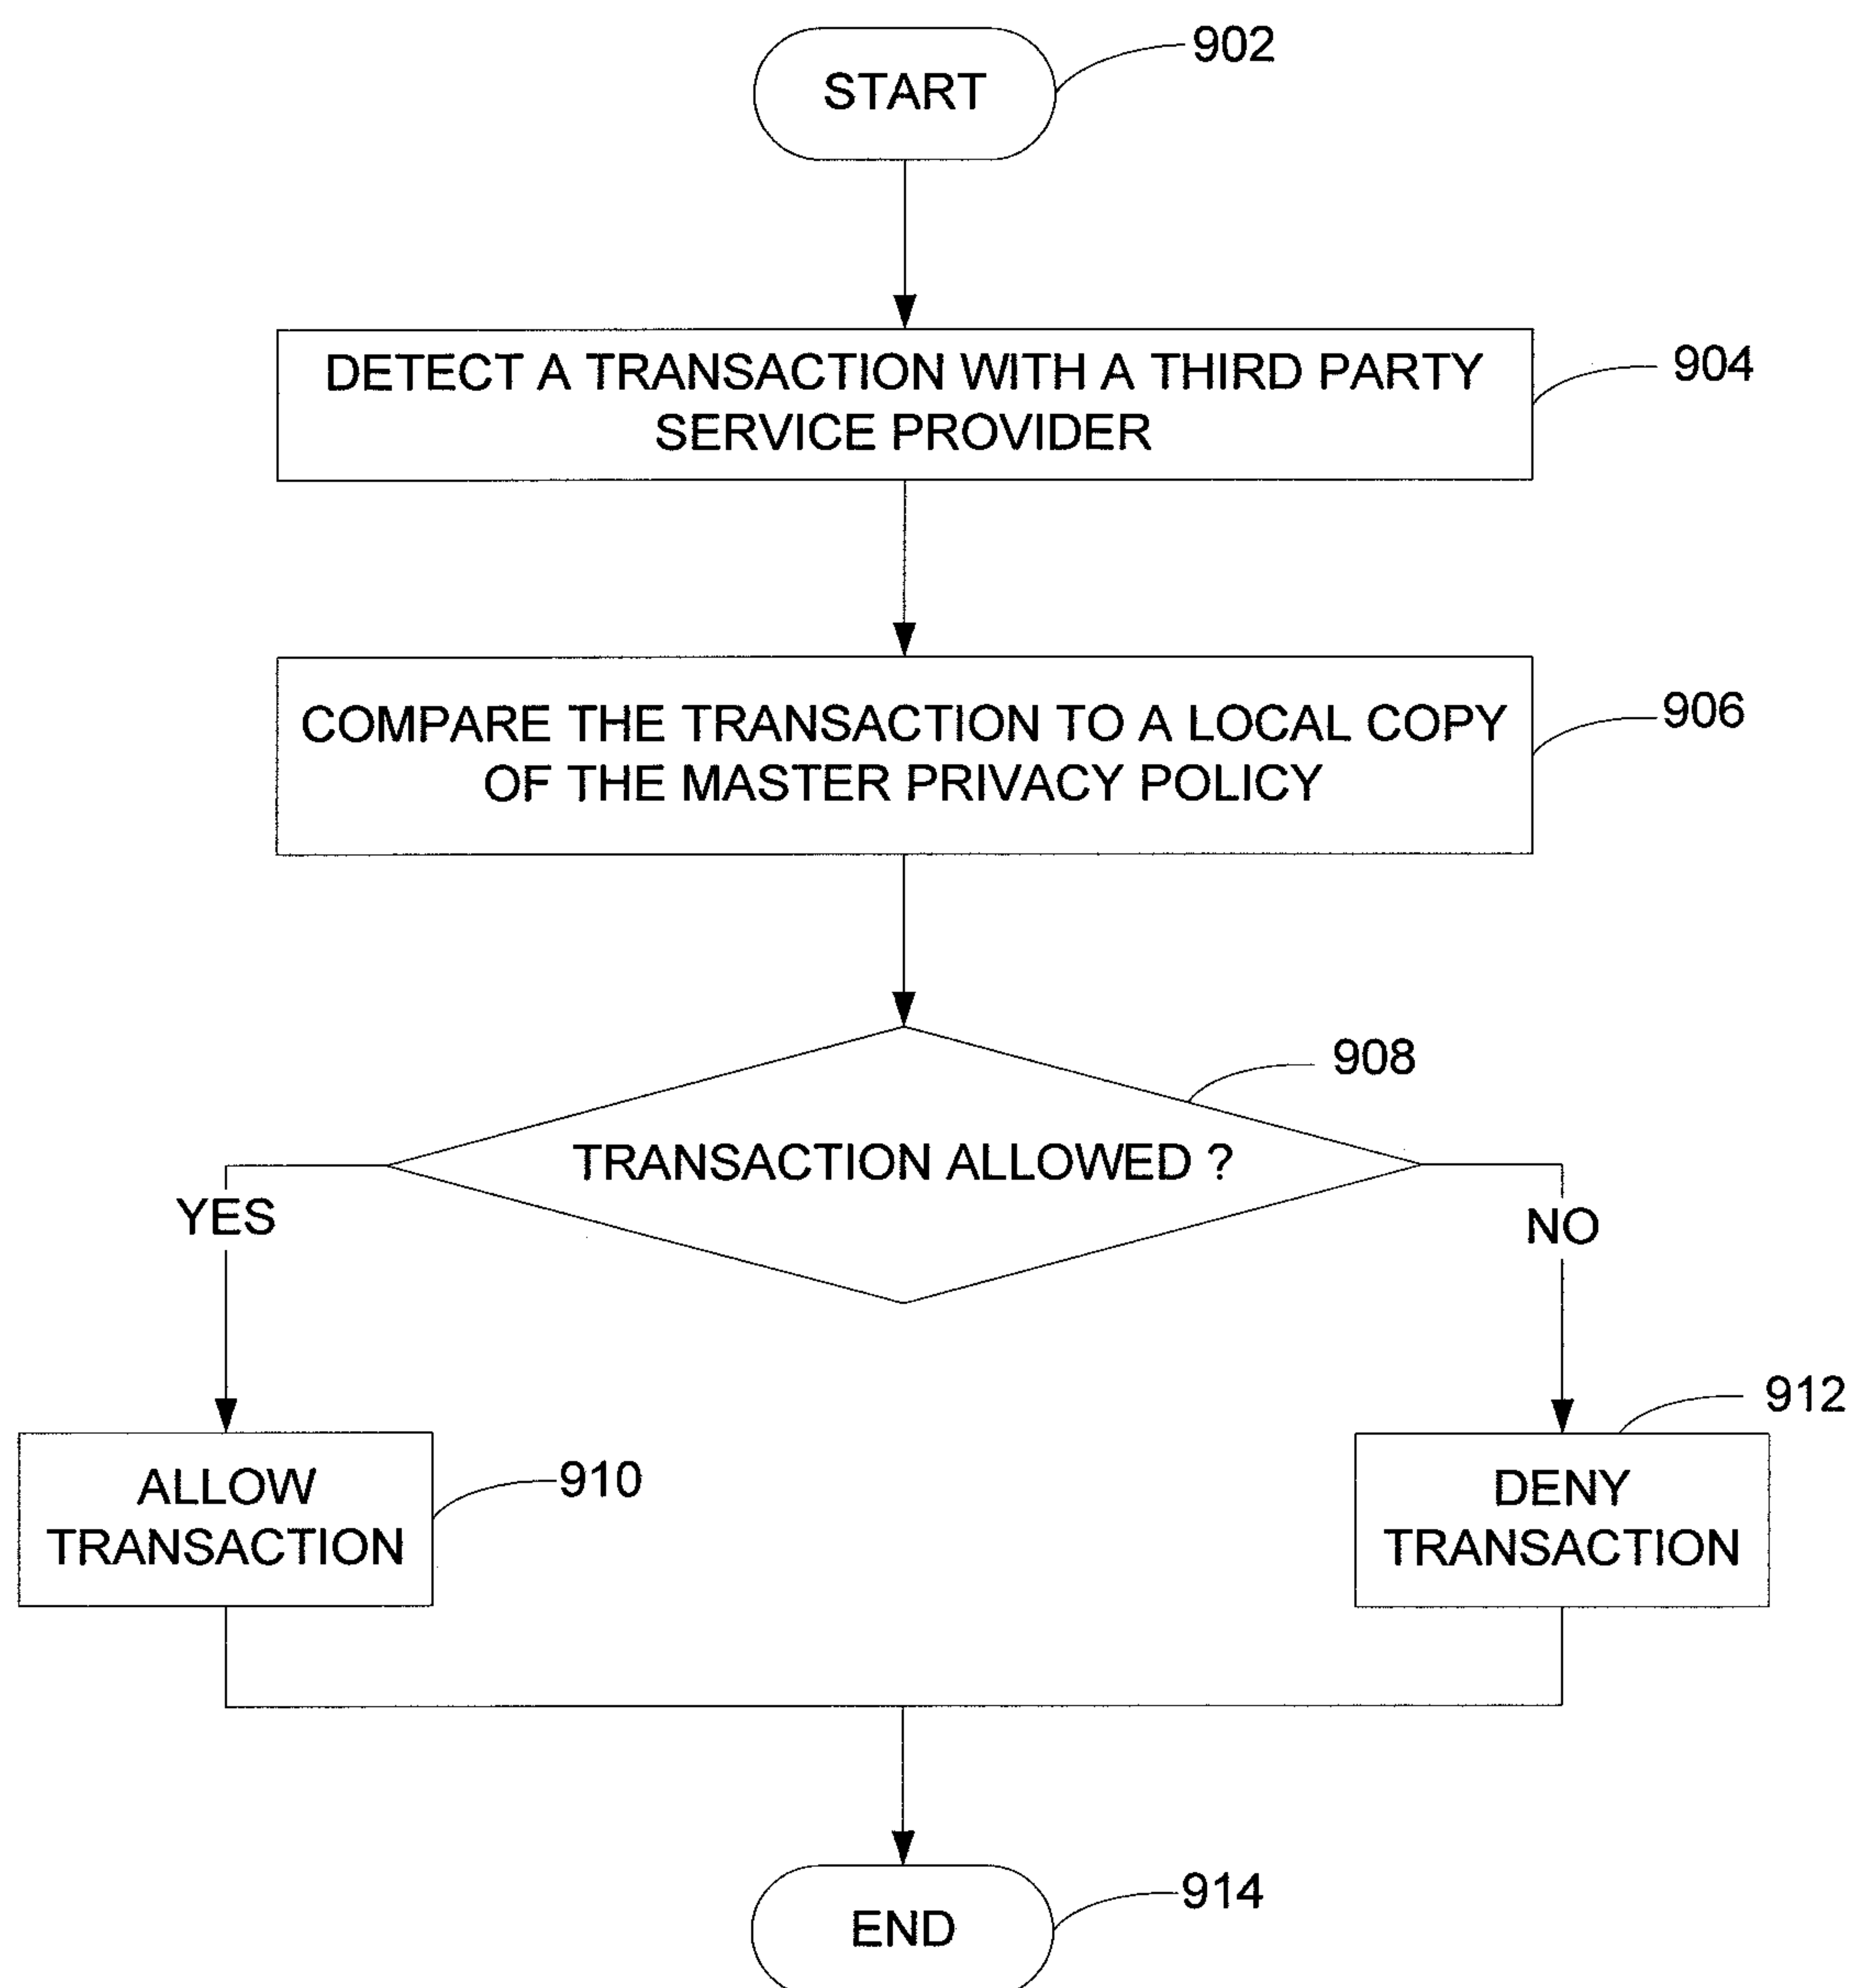 902
START
904
DETECT A TRANSACTION WITH A THIRD PARTY
SERVICE PROVIDER
906
COMPARE THE TRANSACTION TO A LOCAL COPY
OF THE MASTER PRIVACY POLICY
908
TRANSACTION ALLOWED ?
YES
NO
912
ALLOW
TRANSACTION
910
DENY
TRANSACTION
914
END